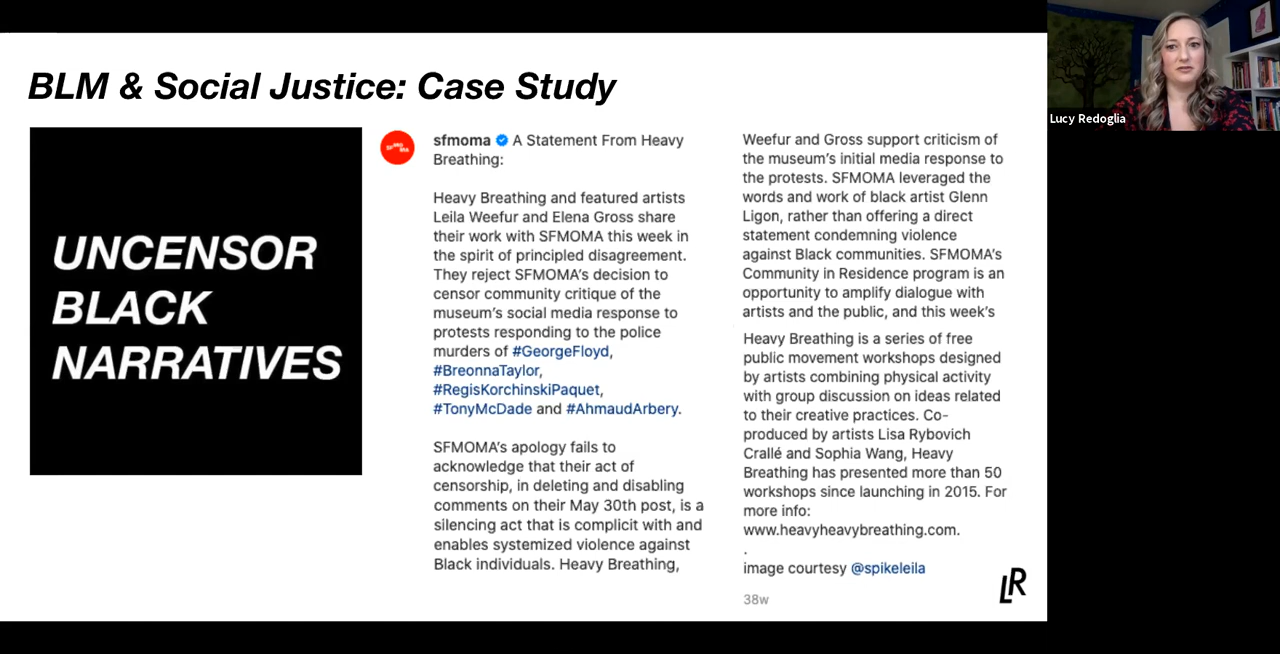 BLM & Social Justice: Case Study
UNCENSOR
BLACK
NARRATIVES
sfmoma A Statement From Heavy
Breathing:
Heavy Breathing and featured artists
Leila Weefur and Elena Gross share
their work with SFMOMA this week in
the spirit of principled disagreement.
They reject SFMOMA's decision to
censor community critique of the
museum's social media response to
protests responding to the police
murders of #GeorgeFloyd,
#BreonnaTaylor,
#RegisKorchinskiPaquet,
#TonyMcDade and #AhmaudArbery.
SFMOMA's apology fails to
acknowledge that their act of
censorship, in deleting and disabling
comments on their May 30th post, is a
silencing act that is complicit with and
enables systemized violence against
Black individuals. Heavy Breathing,
Weefur and Gross support criticism of
the museum's initial media response to
the protests. SFMOMA leveraged the
words and work of black artist Glenn
Ligon, rather than offering a direct
statement condemning violence
against Black communities. SFMOMA's
Community in Residence program is an
opportunity to amplify dialogue with
artists and the public, and this week's
Heavy Breathing is a series of free
public movement workshops designed
by artists combining physical activity
with group discussion on ideas related
to their creative practices. Co-
produced by artists Lisa Rybovich
Crallé and Sophia Wang, Heavy
Breathing has presented more than 50
workshops since launching in 2015. For
more info:
www.heavyheavybreathing.com.
.
image courtesy @spikeleila
38w
LR
Lucy Redoglia